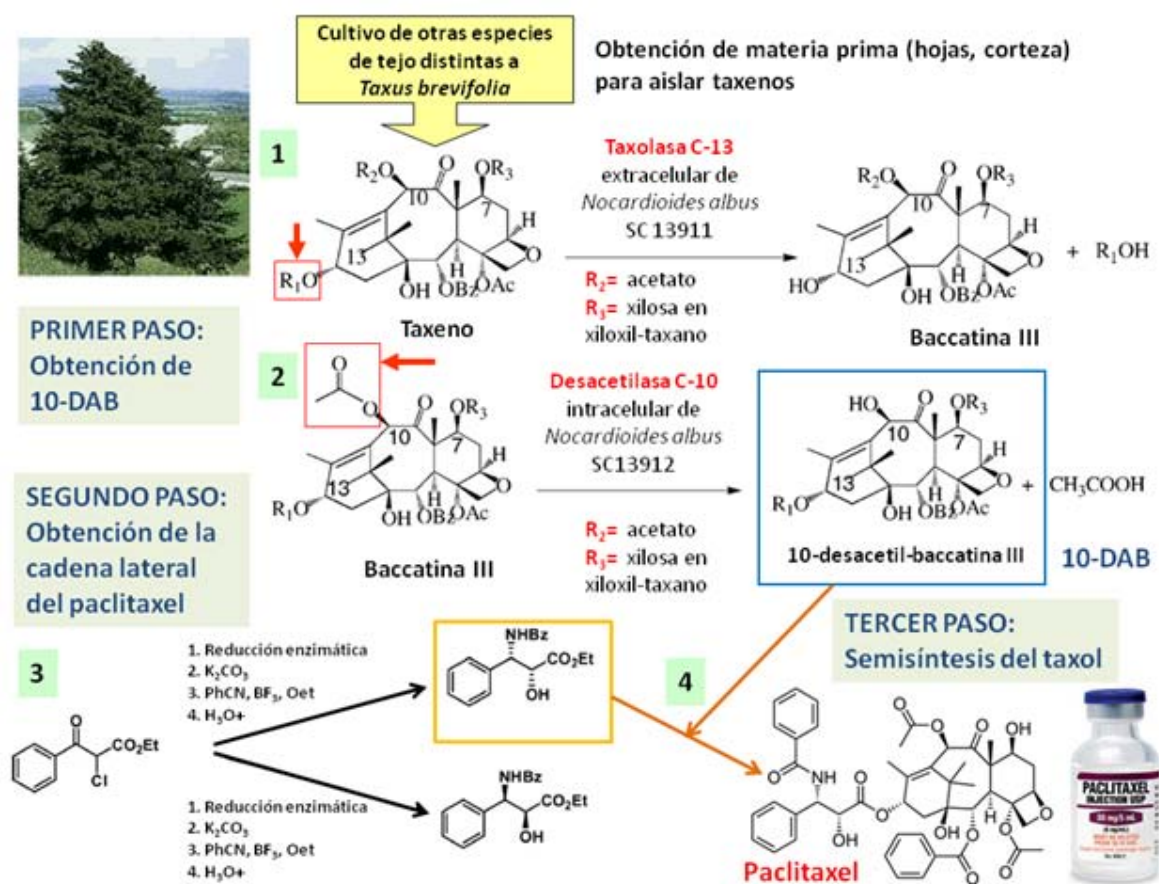 Cultivo de otras especies
de tejo distintas a
Taxus brevifolia
Obtención de materia prima (hojas, corteza)
para aislar taxenos
1
R₂O
O
OR₃
10
7
H
13
R₁O
OH
H
OBz
OAc
O
Taxeno
Taxolasa C-13
extracelular de
Nocardioides albus
SC 13911
R₂= acetato
R₃= xilosa en
xiloxil-taxano
R₂O
O
OR₃
10
7
H
13
HO
OH
H
OBz
OAc
O
+ R₁OH
Baccatina III
PRIMER PASO:
Obtención de
10-DAB
2
O
O
O
OR₃
10
7
H
13
R₁O
OH
H
OBz
OAc
O
Baccatina III
Desacetilasa C-10
intracelular de
Nocardioides albus
SC13912
R₂= acetato
R₃= xilosa en
xiloxil-taxano
HO
O
OR₃
10
7
H
13
R₁O
OH
H
OBz
OAc
O
10-desacetil-baccatina III
+ CH₃COOH
10-DAB
SEGUNDO PASO:
Obtención de la
cadena lateral
del paclitaxel
TERCER PASO:
Semisíntesis del taxol
3
O
CO₂Et
Cl
1. Reducción enzimática
2. K₂CO₃
3. PhCN, BF₃, Oet
4. H₃O+
NHBz
CO₂Et
OH
1. Reducción enzimática
2. K₂CO₃
3. PhCN, BF₃, Oet
4. H₃O+
NHBz
CO₂Et
OH
4
O
NH
O
OH
O
O
O
O
OH
H
HO
H
O
O
O
O
O
Paclitaxel
PACLITAXEL
INJECTION USP